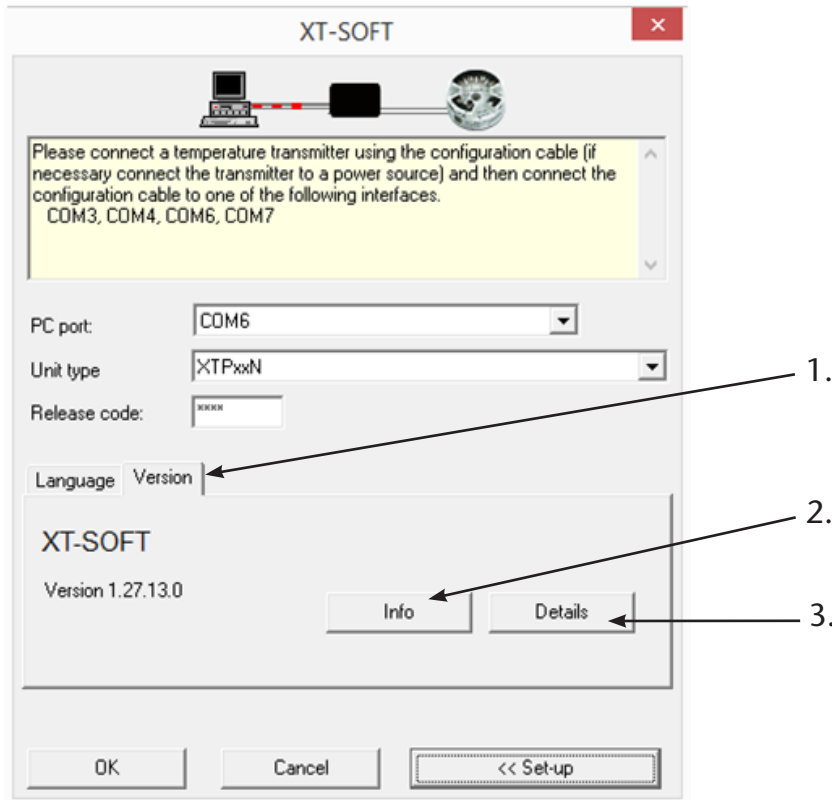 XT-SOFT
Please connect a temperature transmitter using the configuration cable (if
necessary connect the transmitter to a power source) and then connect the
configuration cable to one of the following interfaces.
COM3, COM4, COM6, COM7
PC port:
COM6
Unit type
XTPxxN
1.
Release code:
××××
Language
Version
2.
XT-SOFT
Version 1.27.13.0
Info
Details
3.
OK
Cancel
<< Set-up